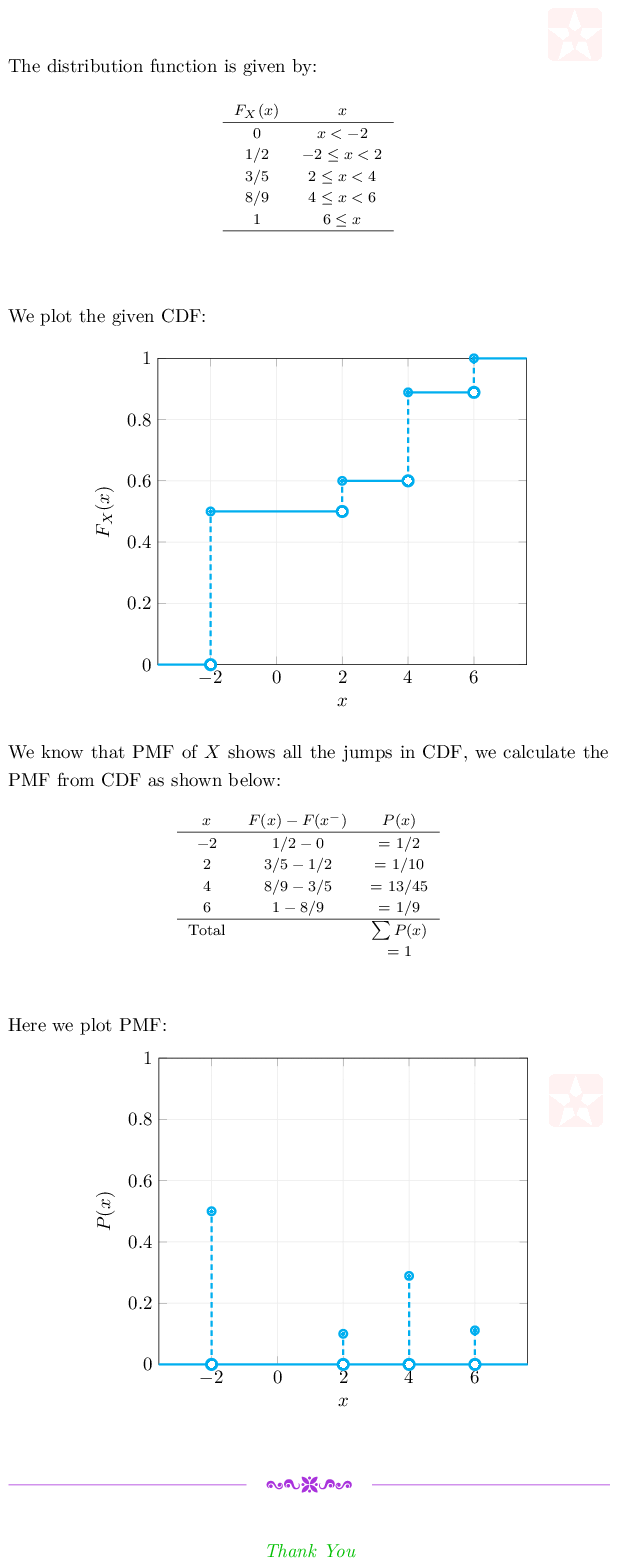 The distribution function is given by:
F_X(x) x
0 x < −2
1/2 −2 ≤ x < 2
3/5 2 ≤ x < 4
8/9 4 ≤ x < 6
1 6 ≤ x
We plot the given CDF:
1
0.8
0.6
0.4
0.2
0
F_X(x)
−2 0 2 4 6
x
We know that PMF of X shows all the jumps in CDF, we calculate the
PMF from CDF as shown below:
x F(x) − F(x⁻) P(x)
−2 1/2 − 0 = 1/2
2 3/5 − 1/2 = 1/10
4 8/9 − 3/5 = 13/45
6 1 − 8/9 = 1/9
Total ∑ P(x)
= 1
Here we plot PMF:
1
0.8
0.6
0.4
0.2
0
P(x)
−2 0 2 4 6
x
Thank You